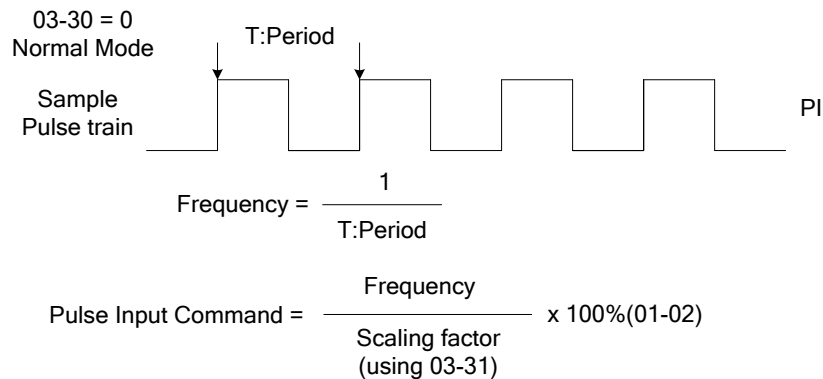 03-30 = 0
Normal Mode
T:Period
Sample
Pulse train
PI
Frequency = 1
T:Period
Pulse Input Command = Frequency
Scaling factor
(using 03-31)
x 100%(01-02)